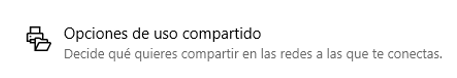 Opciones de uso compartido
Decide qué quieres compartir en las redes a las que te conectas.